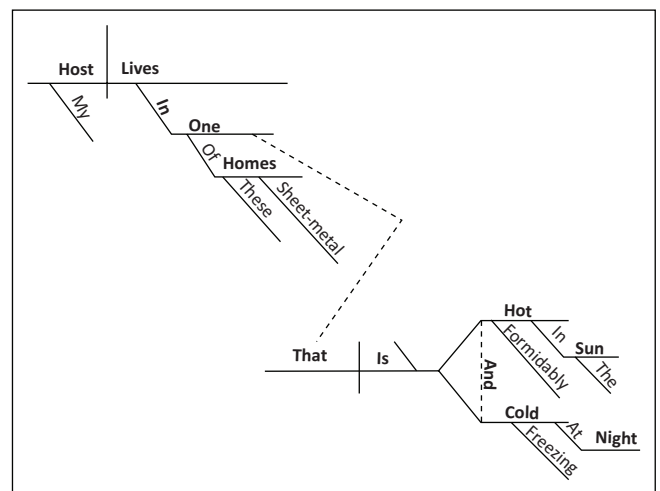 Host Lives
My
In
One
Of
Homes
These
Sheet-metal
That Is
And
Hot
Formidably
In
Sun
The
Cold
Freezing
At
Night